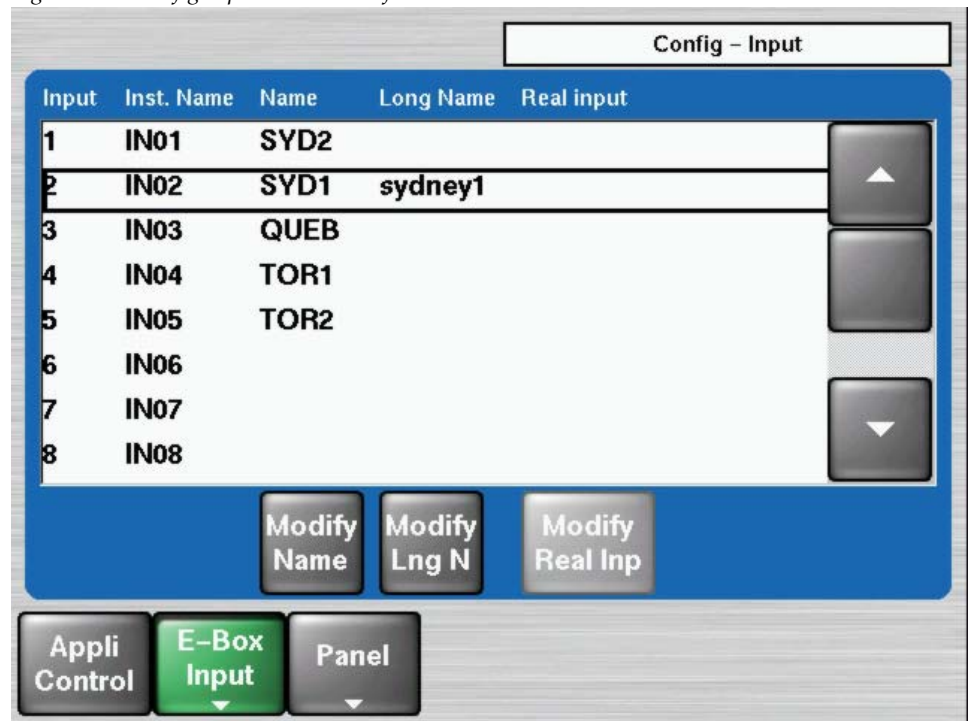 Config – Input
Input Inst. Name Name Long Name Real input
1 IN01 SYD2
2 IN02 SYD1 sydney1
3 IN03 QUEB
4 IN04 TOR1
5 IN05 TOR2
6 IN06
7 IN07
8 IN08
Modify Name
Modify Lng N
Modify Real Inp
Appli Control
E–Box Input
Panel